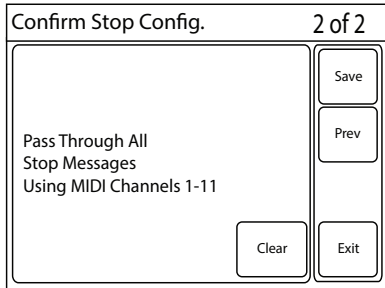 Confirm Stop Config. 2 of 2
Save
Prev
Pass Through All
Stop Messages
Using MIDI Channels 1-11
Clear
Exit